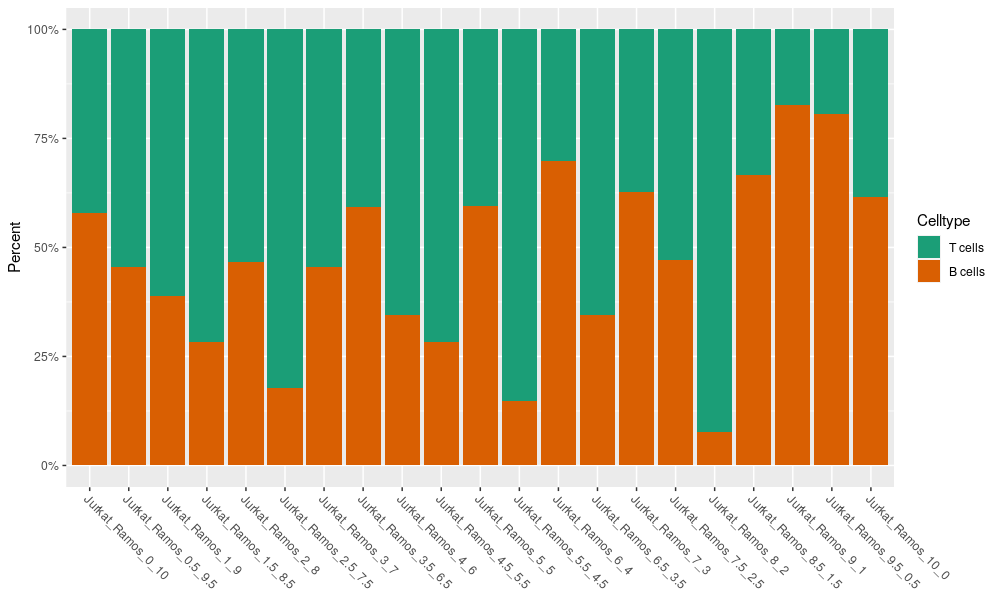 100%
75%
50%
25%
0%
Percent
Jurkat_Ramos_0_10
Jurkat_Ramos_0.5_9.5
Jurkat_Ramos_1_9
Jurkat_Ramos_1.5_8.5
Jurkat_Ramos_2_8
Jurkat_Ramos_2.5_7.5
Jurkat_Ramos_3_7
Jurkat_Ramos_3.5_6.5
Jurkat_Ramos_4_6
Jurkat_Ramos_4.5_5.5
Jurkat_Ramos_5_5
Jurkat_Ramos_5.5_4.5
Jurkat_Ramos_6_4
Jurkat_Ramos_6.5_3.5
Jurkat_Ramos_7_3
Jurkat_Ramos_7.5_2.5
Jurkat_Ramos_8_2
Jurkat_Ramos_8.5_1.5
Jurkat_Ramos_9_1
Jurkat_Ramos_9.5_0.5
Jurkat_Ramos_10_0
Celltype
T cells
B cells